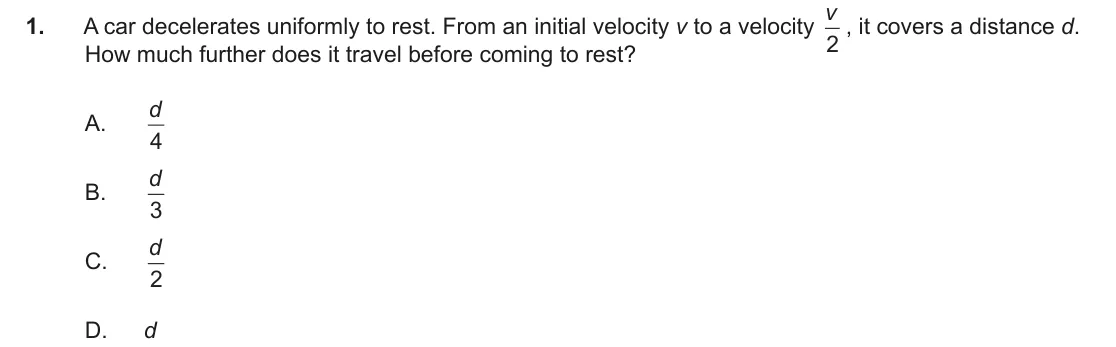 1. A car decelerates uniformly to rest. From an initial velocity v to a velocity v/2, it covers a distance d.
How much further does it travel before coming to rest?
A. d/4
B. d/3
C. d/2
D. d